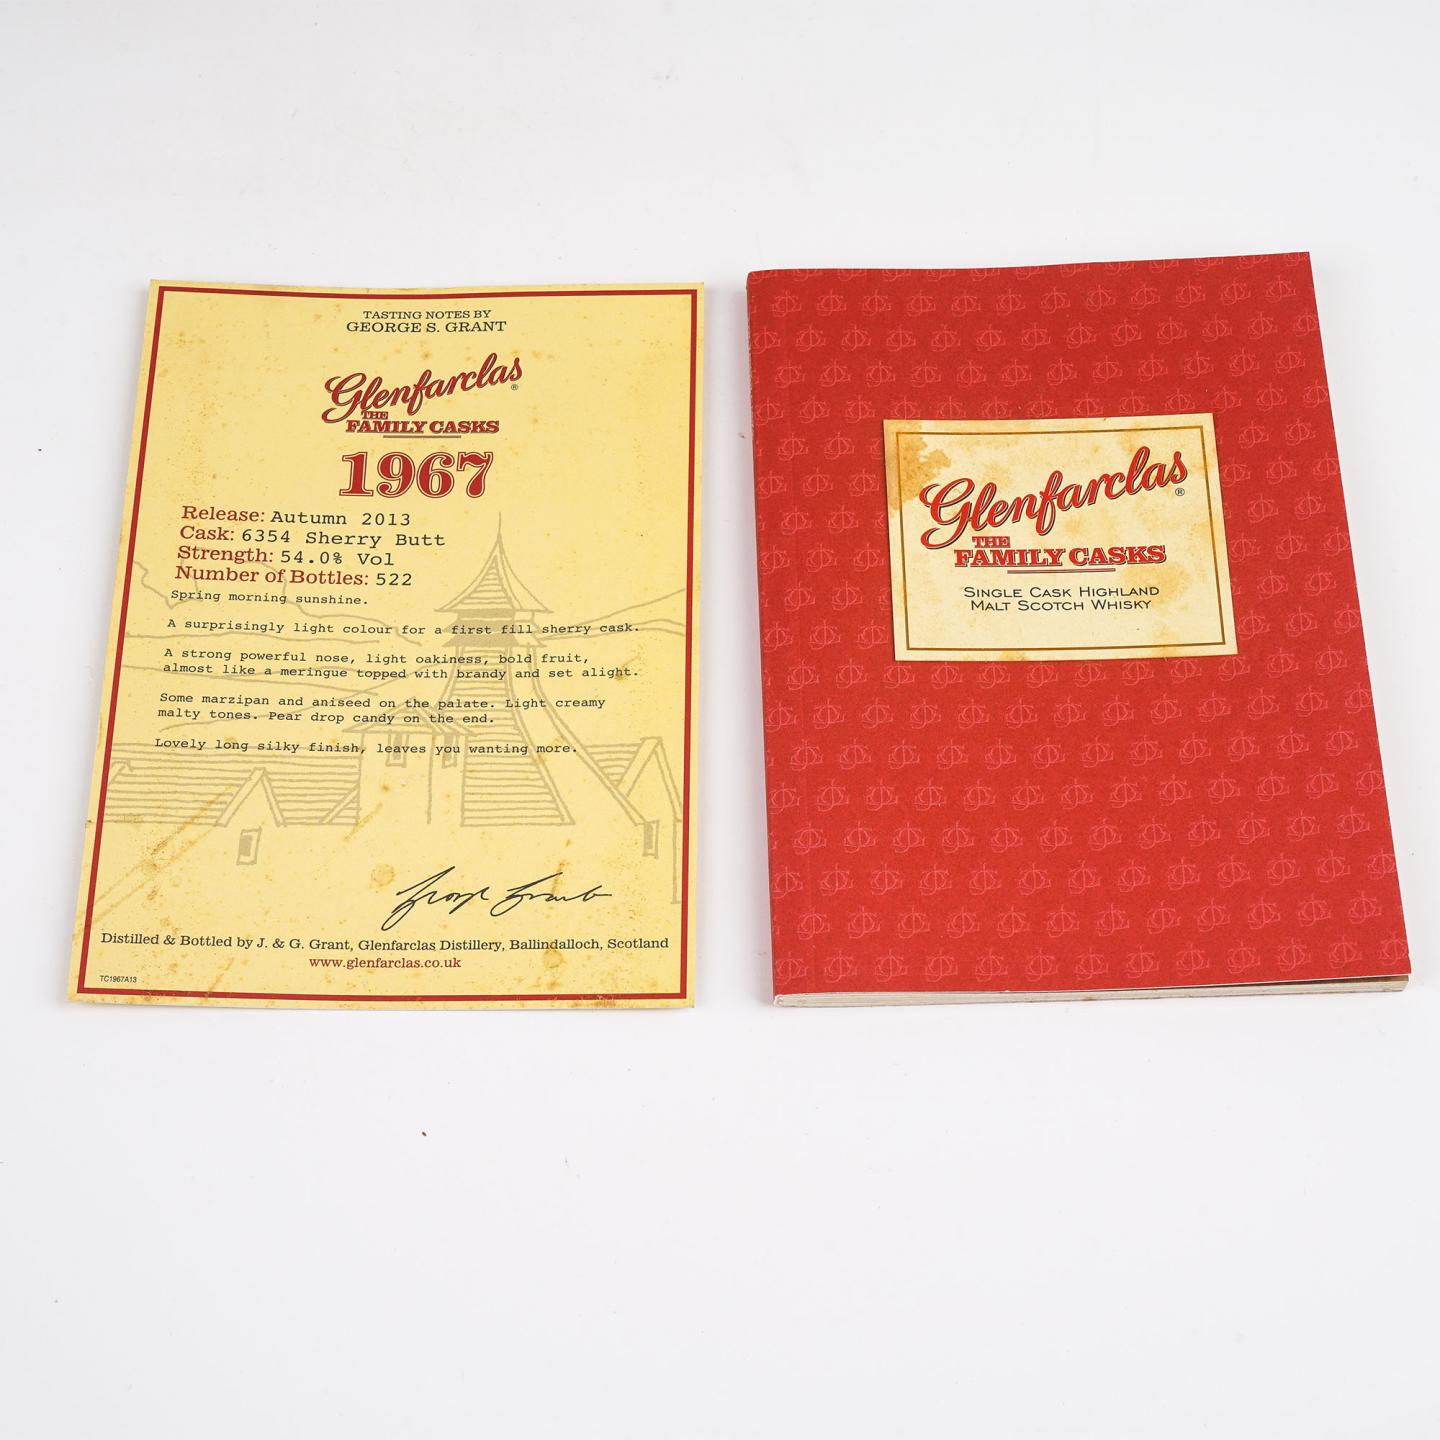 TASTING NOTES BY
GEORGE S. GRANT
Glenfarclas®
THE
FAMILY CASKS
1967
Release: Autumn 2013
Cask: 6354 Sherry Butt
Strength: 54.0% Vol
Number of Bottles: 522
Spring morning sunshine.
A surprisingly light colour for a first fill sherry cask.
A strong powerful nose, light oakiness, bold fruit,
almost like a meringue topped with brandy and set alight.
Some marzipan and aniseed on the palate. Light creamy
malty tones. Pear drop candy on the end.
Lovely long silky finish, leaves you wanting more.
George Grant
Distilled & Bottled by J. & G. Grant, Glenfarclas Distillery, Ballindalloch, Scotland
www.glenfarclas.co.uk
TC1967A13
Glenfarclas®
THE
FAMILY CASKS
SINGLE CASK HIGHLAND
MALT SCOTCH WHISKY